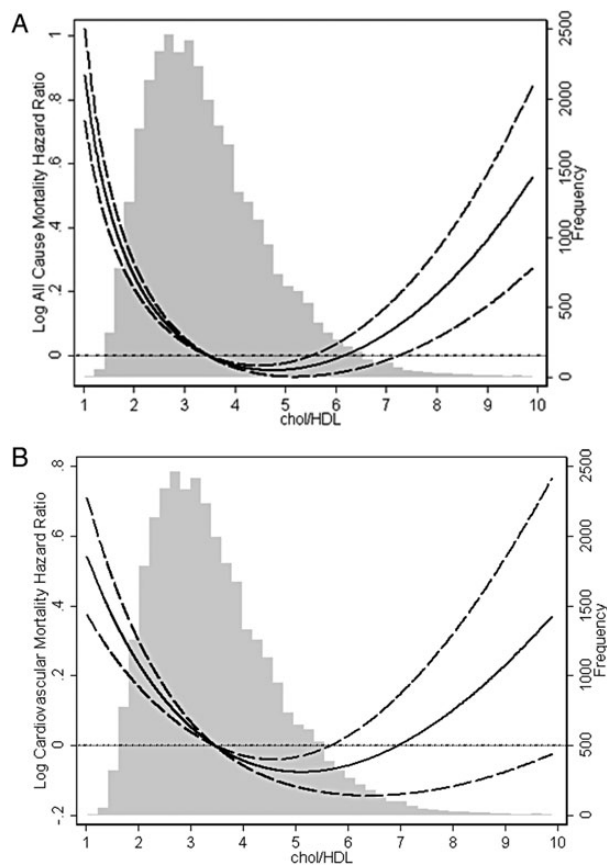 A
Log All Cause Mortality Hazard Ratio
1
.8
.6
.4
.2
0
2500
2000
1500
1000
500
0
Frequency
1 2 3 4 5 6 7 8 9 10
chol/HDL
B
Log Cardiovascular Mortality Hazard Ratio
.8
.6
.4
.2
0
-.2
2500
2000
1500
1000
500
0
Frequency
1 2 3 4 5 6 7 8 9 10
chol/HDL